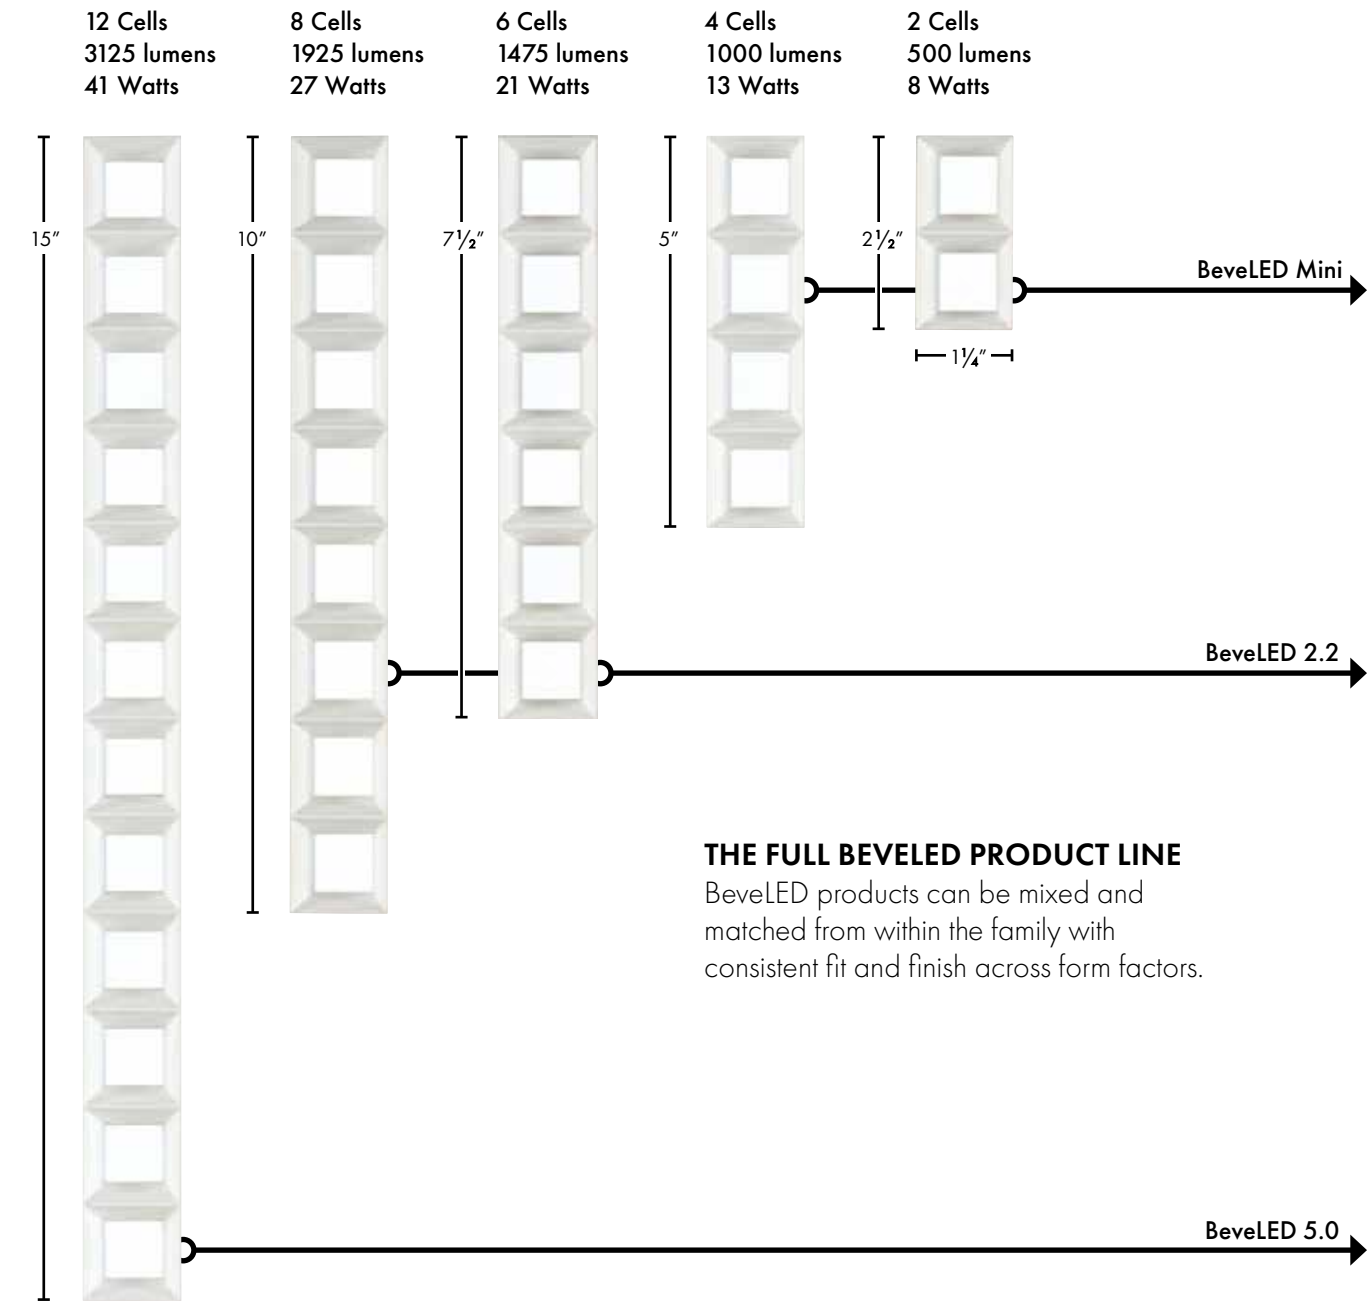 12 Cells
3125 lumens
41 Watts
8 Cells
1925 lumens
27 Watts
6 Cells
1475 lumens
21 Watts
4 Cells
1000 lumens
13 Watts
2 Cells
500 lumens
8 Watts
15″
10″
7½″
5″
2½″
BeveLED Mini
1¼″
BeveLED 2.2
THE FULL BEVELED PRODUCT LINE
BeveLED products can be mixed and
matched from within the family with
consistent fit and finish across form factors.
BeveLED 5.0